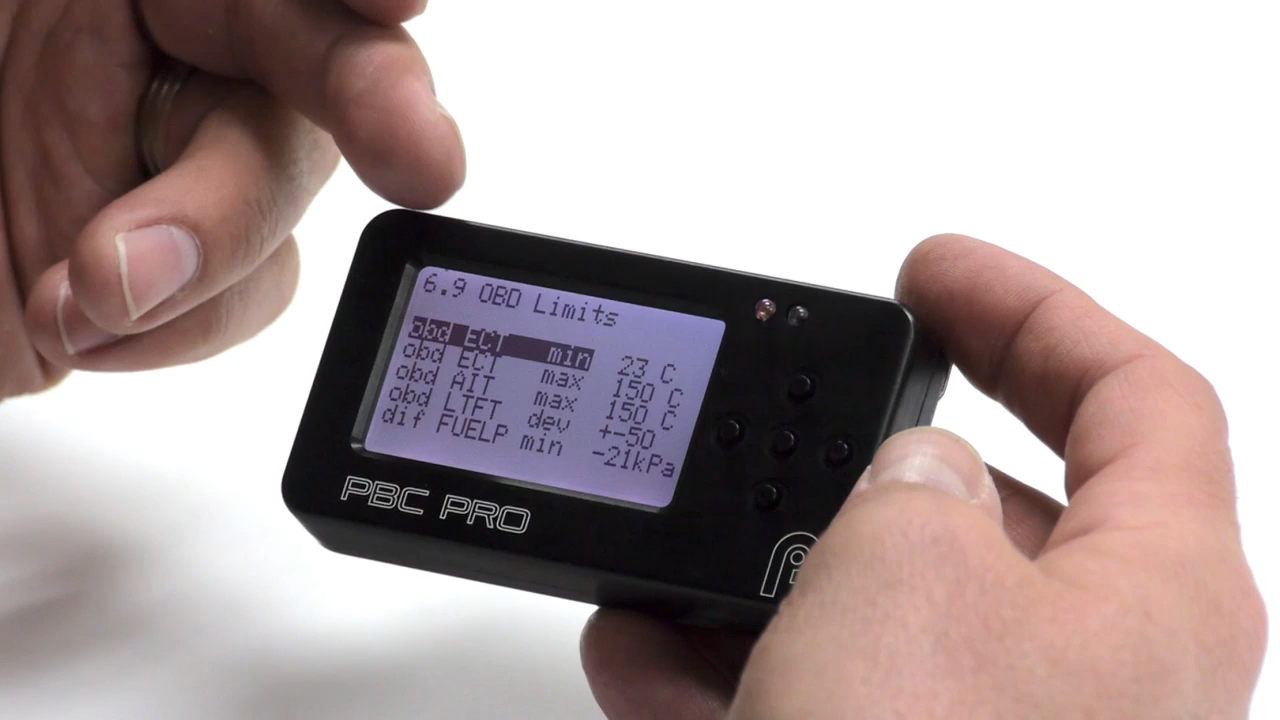 6.9 OBD Limits
obd ECT min 23 C
obd ECT max 150 C
obd AIT max 150 C
obd LTFT dev +-50
dif FUELP min -21kPa
PBC PRO